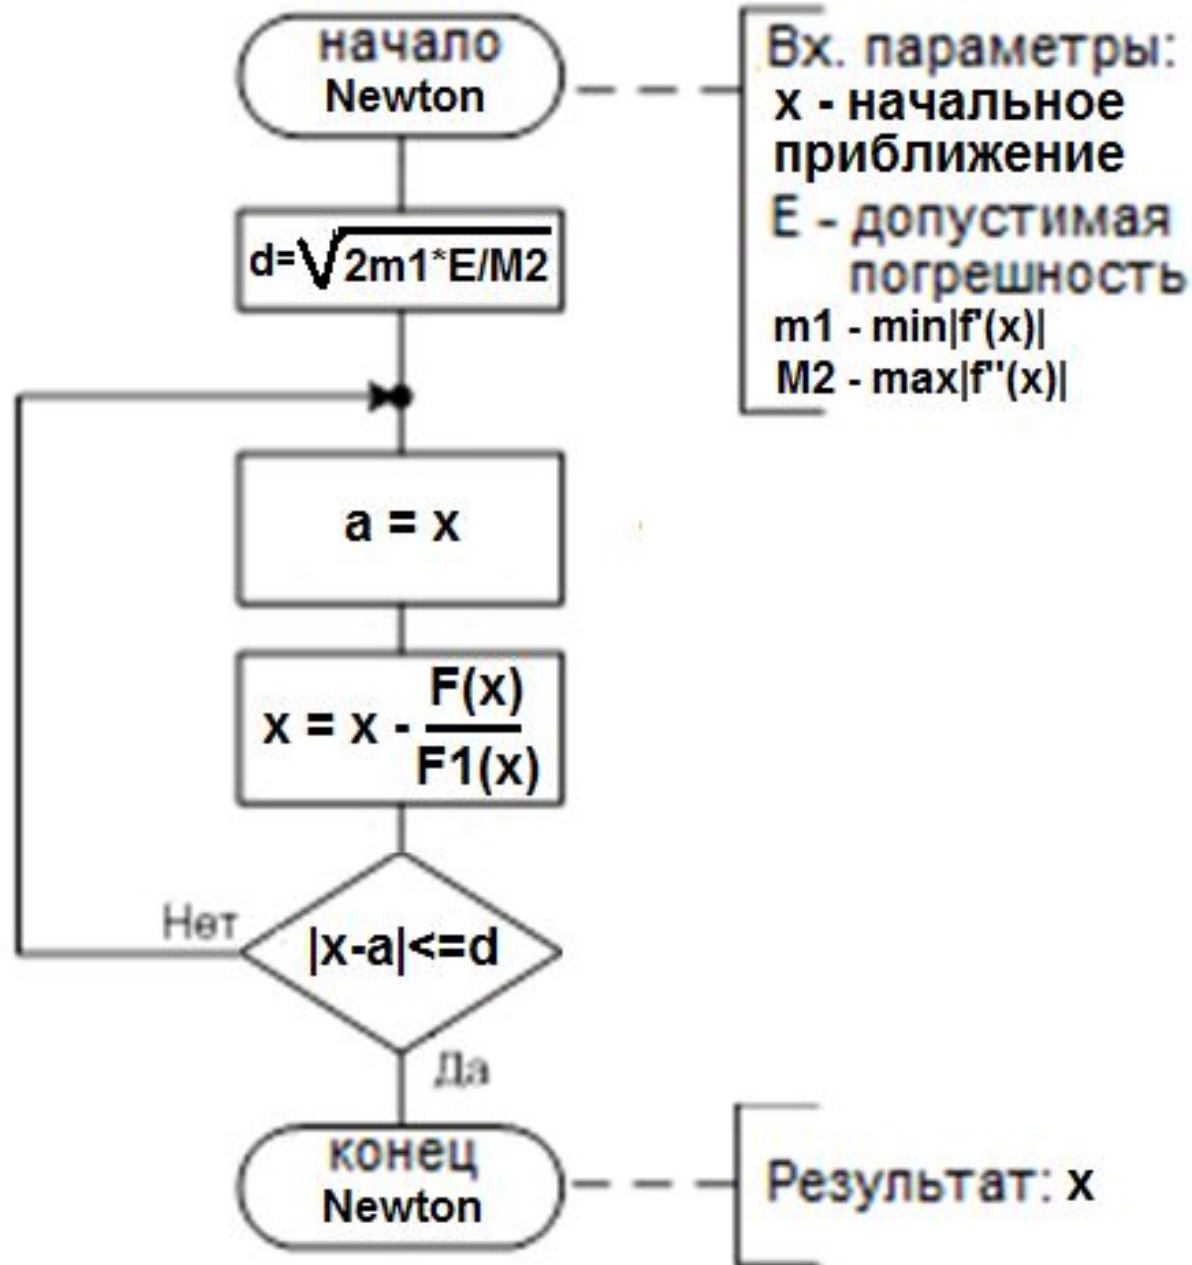 начало
Newton
Вх. параметры:
x - начальное
приближение
E - допустимая
погрешность
m1 - min|f'(x)|
M2 - max|f''(x)|
d=√2m1*E/M2
a = x
x = x - F(x)/F1(x)
Нет
|x-a|<=d
Да
конец
Newton
Результат: x